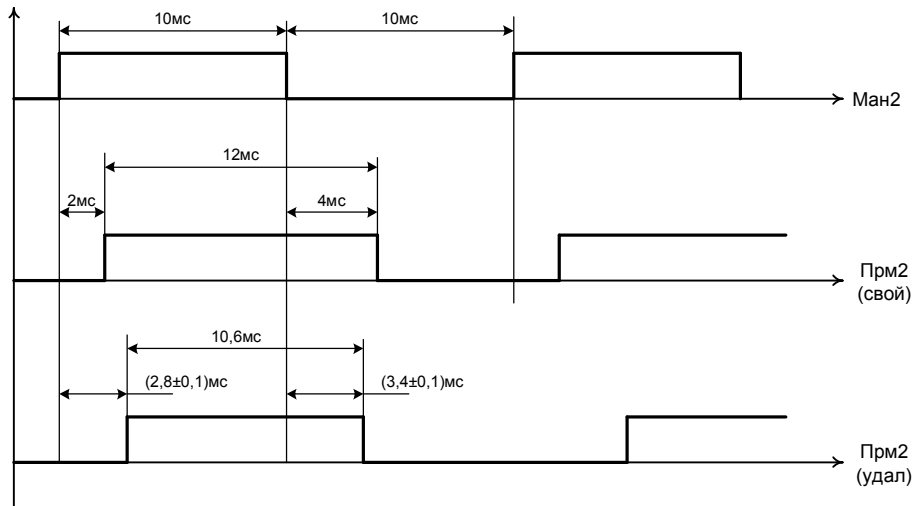 10мс
10мс
Ман2
12мс
2мс
4мс
Прм2
(свой)
10,6мс
(2,8±0,1)мс
(3,4±0,1)мс
Прм2
(удал)